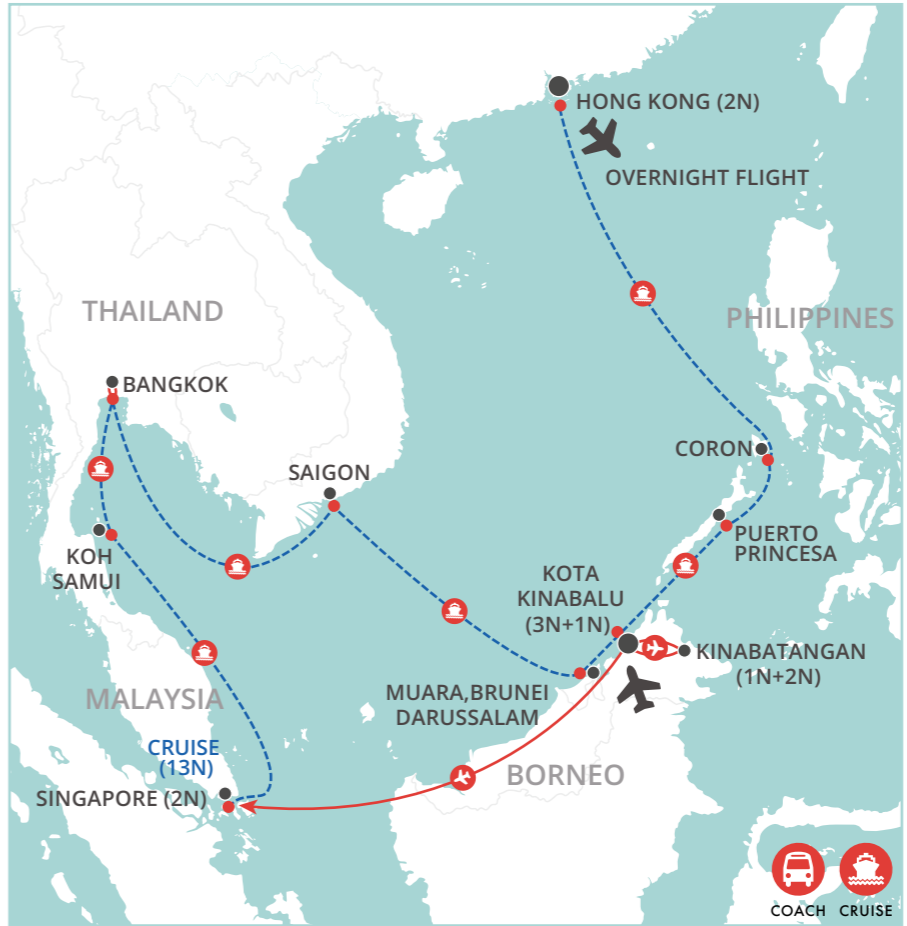 HONG KONG (2N)
OVERNIGHT FLIGHT
THAILAND
PHILIPPINES
BANGKOK
CORON
SAIGON
PUERTO
PRINCESA
KOH
SAMUI
KOTA
KINABALU
(3N+1N)
KINABATANGAN
(1N+2N)
MUARA,BRUNEI
DARUSSALAM
MALAYSIA
CRUISE
(13N)
BORNEO
SINGAPORE (2N)
COACH
CRUISE